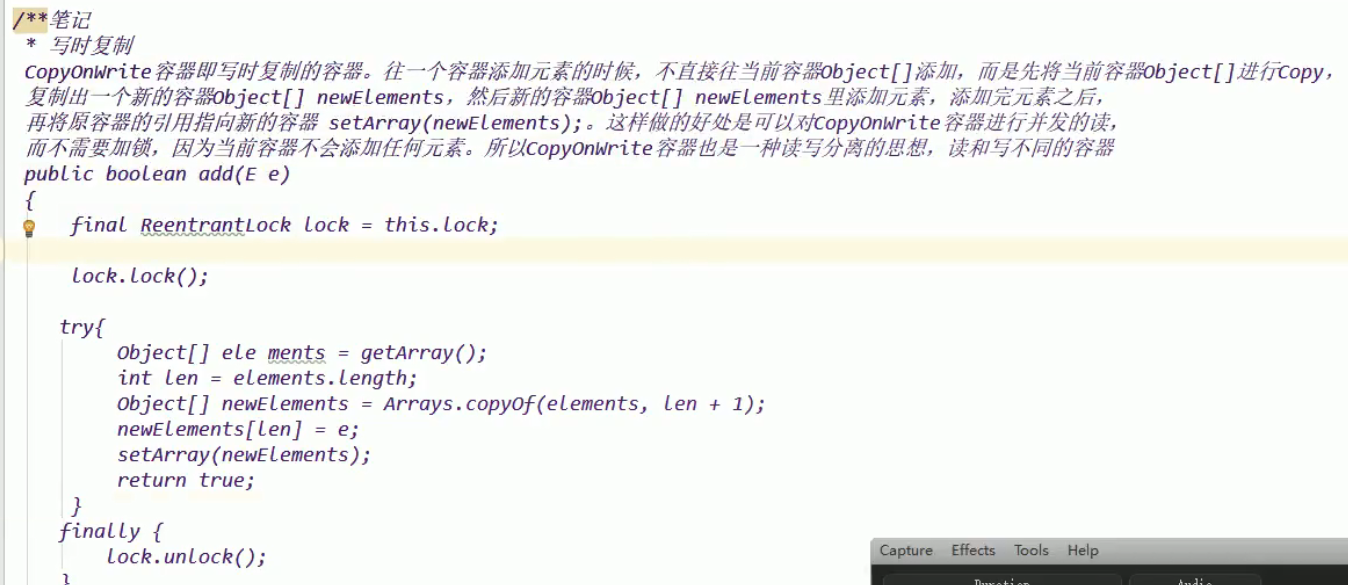 /**笔记
* 写时复制
CopyOnWrite容器即写时复制的容器。往一个容器添加元素的时候，不直接往当前容器Object[]添加，而是先将当前容器Object[]进行Copy，
复制出一个新的容器Object[] newElements，然后新的容器Object[] newElements里添加元素，添加完元素之后，
再将原容器的引用指向新的容器 setArray(newElements);。这样做的好处是可以对CopyOnWrite容器进行并发的读，
而不需要加锁，因为当前容器不会添加任何元素。所以CopyOnWrite容器也是一种读写分离的思想，读和写不同的容器
public boolean add(E e)
{
final ReentrantLock lock = this.lock;
lock.lock();
try{
Object[] ele ments = getArray();
int len = elements.length;
Object[] newElements = Arrays.copyOf(elements, len + 1);
newElements[len] = e;
setArray(newElements);
return true;
}
finally {
lock.unlock();
}
Capture Effects Tools Help
Duration Audio